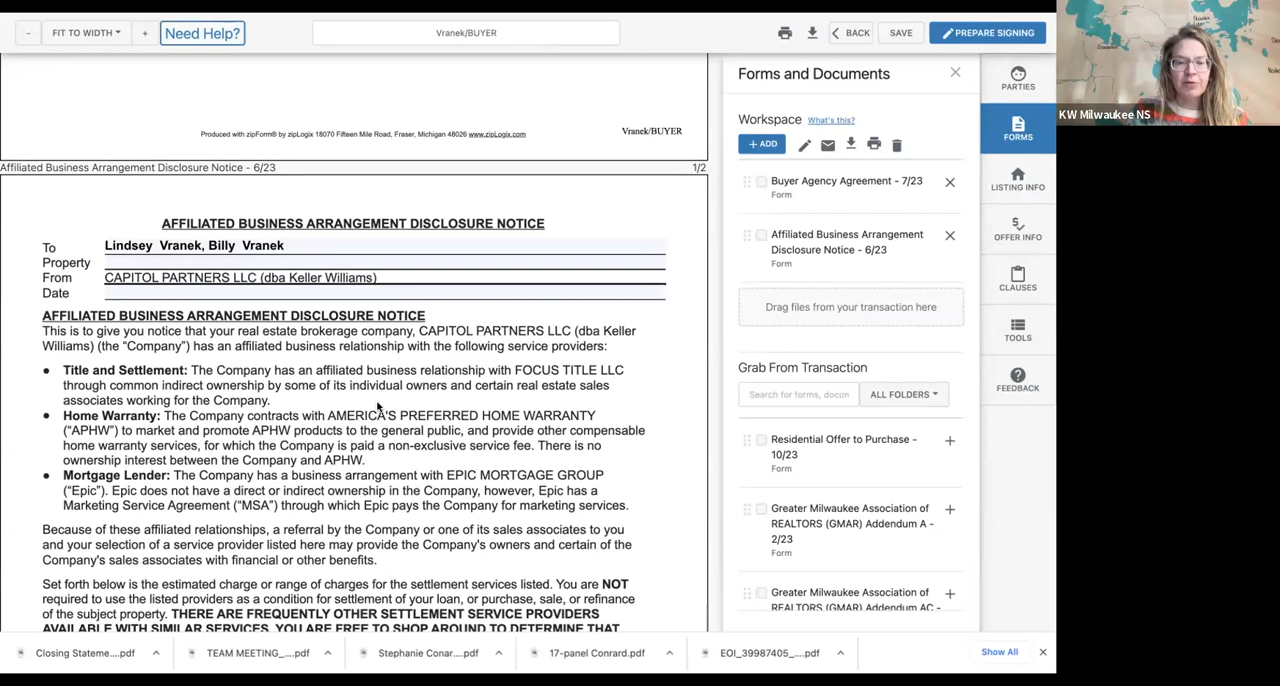 -
FIT TO WIDTH
+
Need Help?
Vranek/BUYER
BACK
SAVE
PREPARE SIGNING
Produced with zipForm® by zipLogix 18070 Fifteen Mile Road, Fraser, Michigan 48026 www.zipLogix.com
Vranek/BUYER
Affiliated Business Arrangement Disclosure Notice - 6/23
1/2
AFFILIATED BUSINESS ARRANGEMENT DISCLOSURE NOTICE
To Lindsey Vranek, Billy Vranek
Property
From CAPITOL PARTNERS LLC (dba Keller Williams)
Date
AFFILIATED BUSINESS ARRANGEMENT DISCLOSURE NOTICE
This is to give you notice that your real estate brokerage company, CAPITOL PARTNERS LLC (dba Keller
Williams) (the “Company”) has an affiliated business relationship with the following service providers:
● Title and Settlement: The Company has an affiliated business relationship with FOCUS TITLE LLC
through common indirect ownership by some of its individual owners and certain real estate sales
associates working for the Company.
● Home Warranty: The Company contracts with AMERICA'S PREFERRED HOME WARRANTY
(“APHW”) to market and promote APHW products to the general public, and provide other compensable
home warranty services, for which the Company is paid a non-exclusive service fee. There is no
ownership interest between the Company and APHW.
● Mortgage Lender: The Company has a business arrangement with EPIC MORTGAGE GROUP
(“Epic”). Epic does not have a direct or indirect ownership in the Company, however, Epic has a
Marketing Service Agreement (“MSA”) through which Epic pays the Company for marketing services.
Because of these affiliated relationships, a referral by the Company or one of its sales associates to you
and your selection of a service provider listed here may provide the Company's owners and certain of the
Company's sales associates with financial or other benefits.
Set forth below is the estimated charge or range of charges for the settlement services listed. You are NOT
required to use the listed providers as a condition for settlement of your loan, or purchase, sale, or refinance
of the subject property. THERE ARE FREQUENTLY OTHER SETTLEMENT SERVICE PROVIDERS
AVAILABLE WITH SIMILAR SERVICES. YOU ARE FREE TO SHOP AROUND TO DETERMINE THAT
Forms and Documents
Workspace What's this?
+ ADD
Buyer Agency Agreement - 7/23
Form
Affiliated Business Arrangement
Disclosure Notice - 6/23
Form
Drag files from your transaction here
Grab From Transaction
Search for forms, docun
ALL FOLDERS
Residential Offer to Purchase -
10/23
Form
Greater Milwaukee Association of
REALTORS (GMAR) Addendum A -
2/23
Form
Greater Milwaukee Association of
REALTORS (GMAR) Addendum AC -
PARTIES
FORMS
LISTING INFO
OFFER INFO
CLAUSES
TOOLS
FEEDBACK
KW Milwaukee NS
Closing Stateme....pdf
TEAM MEETING_....pdf
Stephanie Conar....pdf
17-panel Conrard.pdf
EOI_39987405_....pdf
Show All